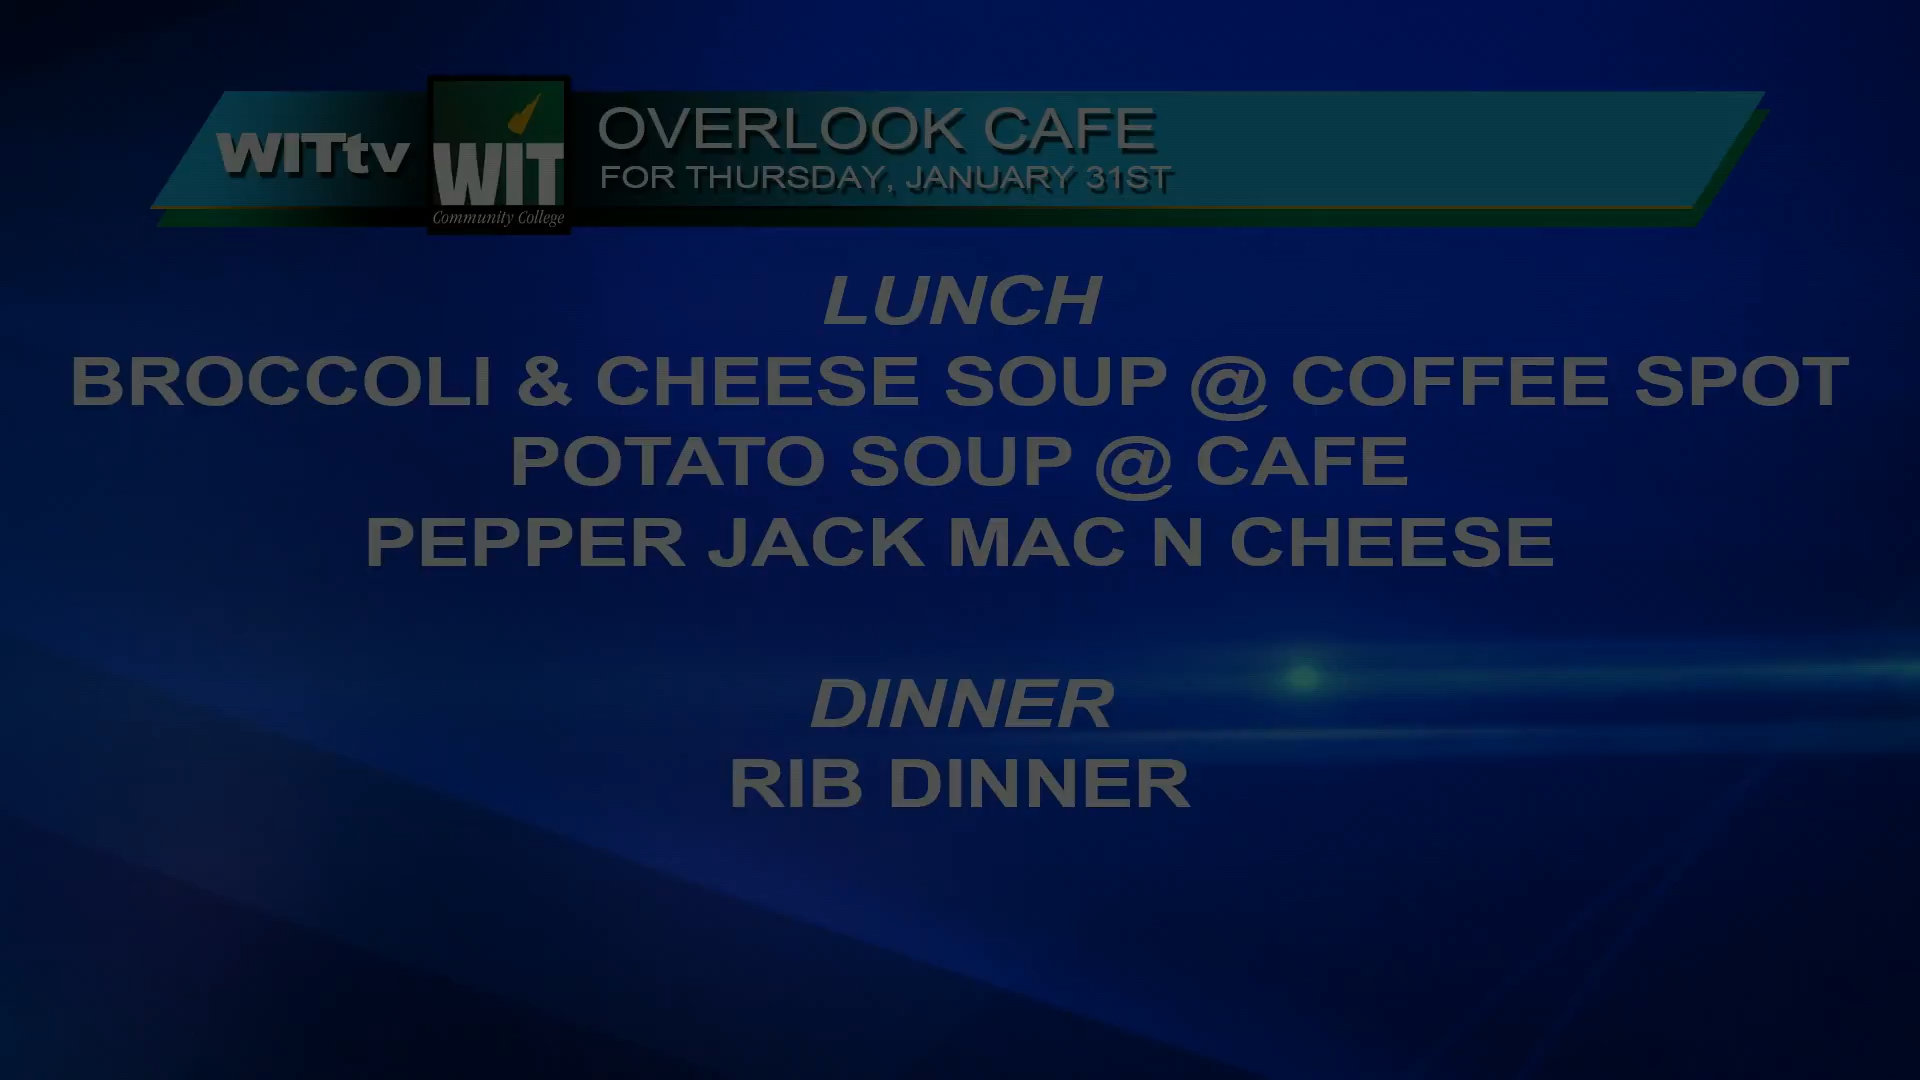 WITtv
WIT
Community College
OVERLOOK CAFE
FOR THURSDAY, JANUARY 31ST
LUNCH
BROCCOLI & CHEESE SOUP @ COFFEE SPOT
POTATO SOUP @ CAFE
PEPPER JACK MAC N CHEESE
DINNER
RIB DINNER